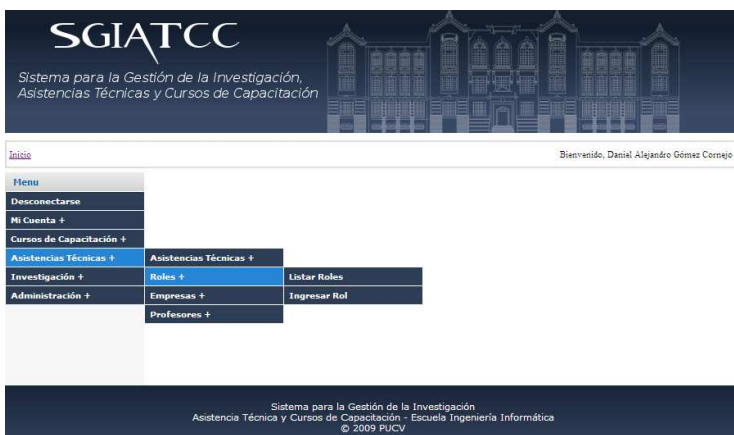 SGIATCC
Sistema para la Gestión de la Investigación,
Asistencias Técnicas y Cursos de Capacitación
Inicio
Bienvenido, Daniel Alejandro Gómez Cornejo
Menu
Desconectarse
Mi Cuenta +
Cursos de Capacitación +
Asistencias Técnicas +
Asistencias Técnicas +
Investigación +
Roles +
Listar Roles
Administración +
Empresas +
Ingresar Rol
Profesores +
Sistema para la Gestión de la Investigación
Asistencia Técnica y Cursos de Capacitación - Escuela Ingeniería Informática
© 2009 PUCV